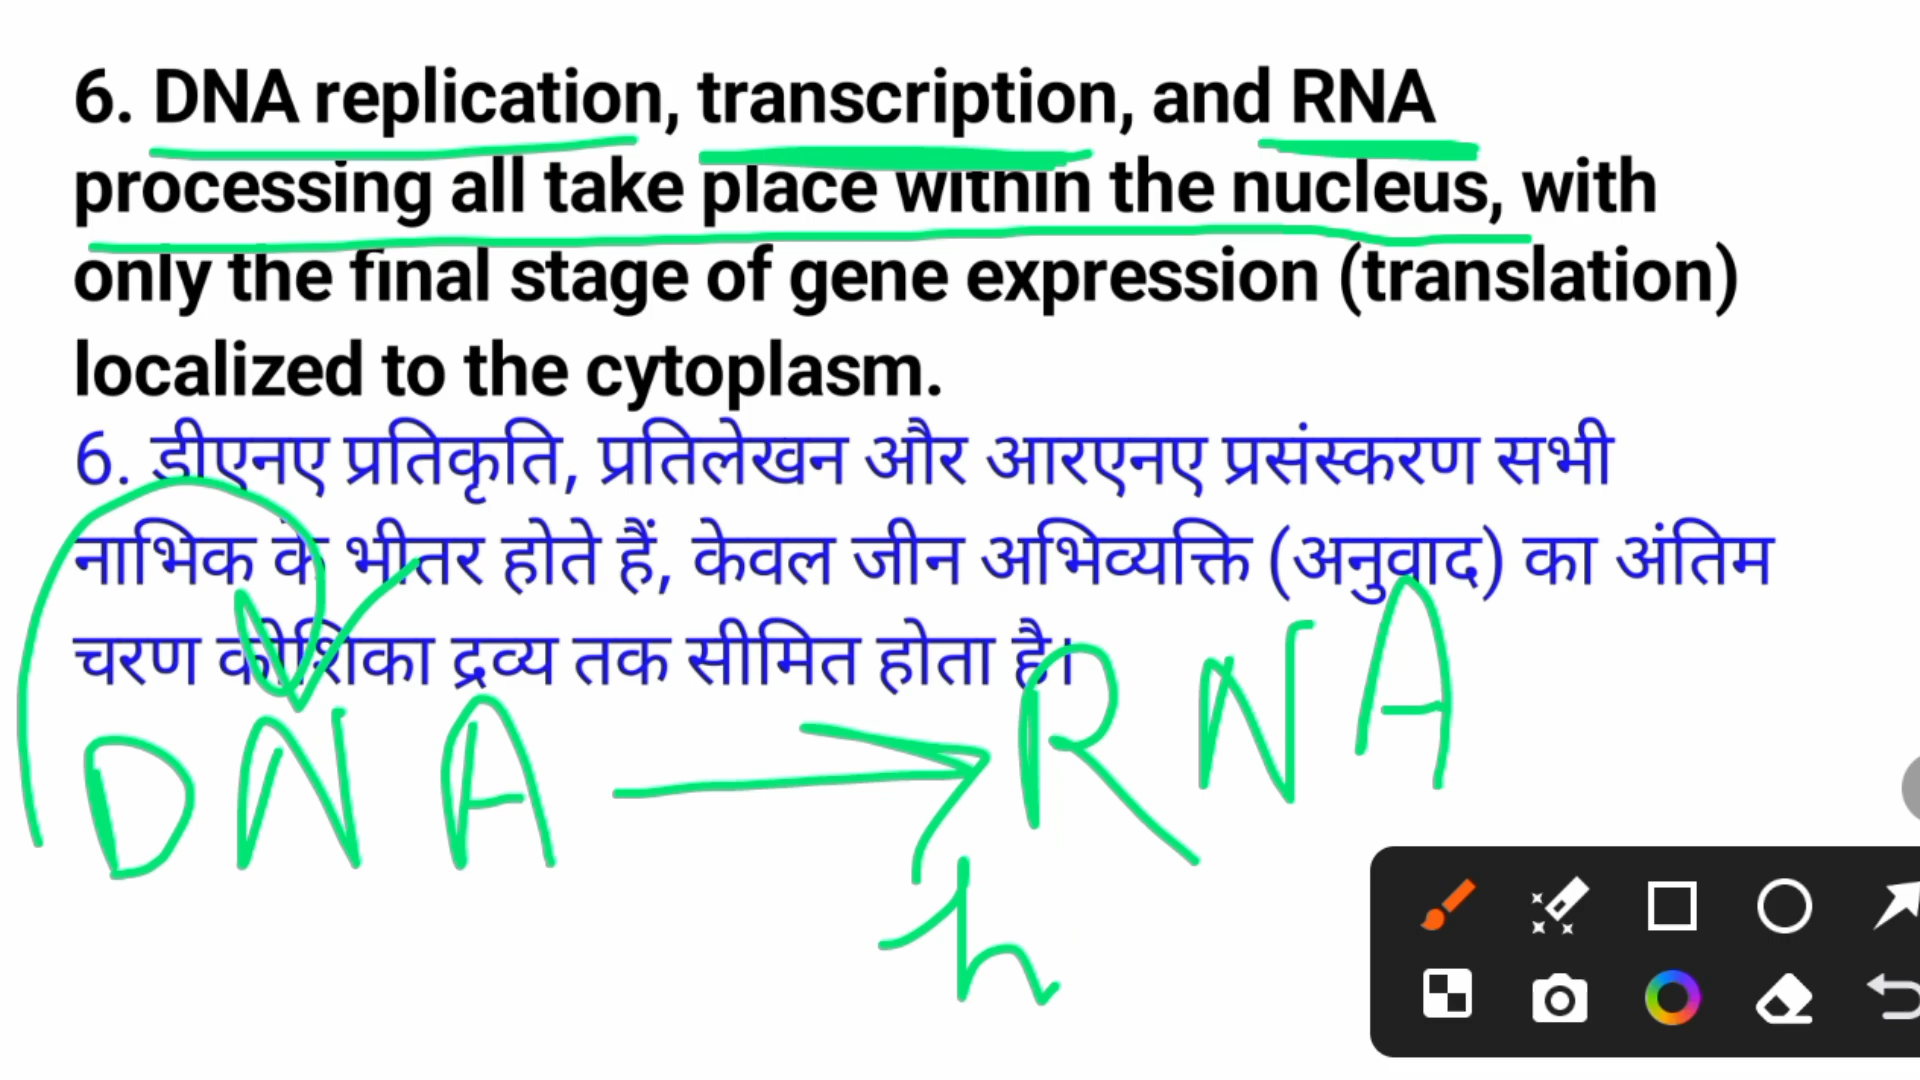 6. DNA replication, transcription, and RNA
processing all take place within the nucleus, with
only the final stage of gene expression (translation)
localized to the cytoplasm.
6. डीएनए प्रतिकृति, प्रतिलेखन और आरएनए प्रसंस्करण सभी
नाभिक के भीतर होते हैं, केवल जीन अभिव्यक्ति (अनुवाद) का अंतिम
चरण कोशिका द्रव्य तक सीमित होता है।
DNA RNA
h